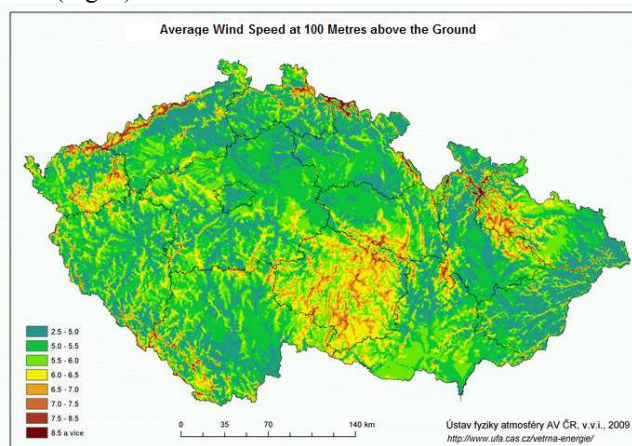 Average Wind Speed at 100 Metres above the Ground
2.5 - 5.0
5.0 - 5.5
5.5 - 6.0
6.0 - 6.5
6.5 - 7.0
7.0 - 7.5
7.5 - 8.5
8.5 a více
0 35 70 140 km
Ústav fyziky atmosféry AV ČR, v.v.i., 2009
http://www.ufa.cas.cz/vetrna-energie/